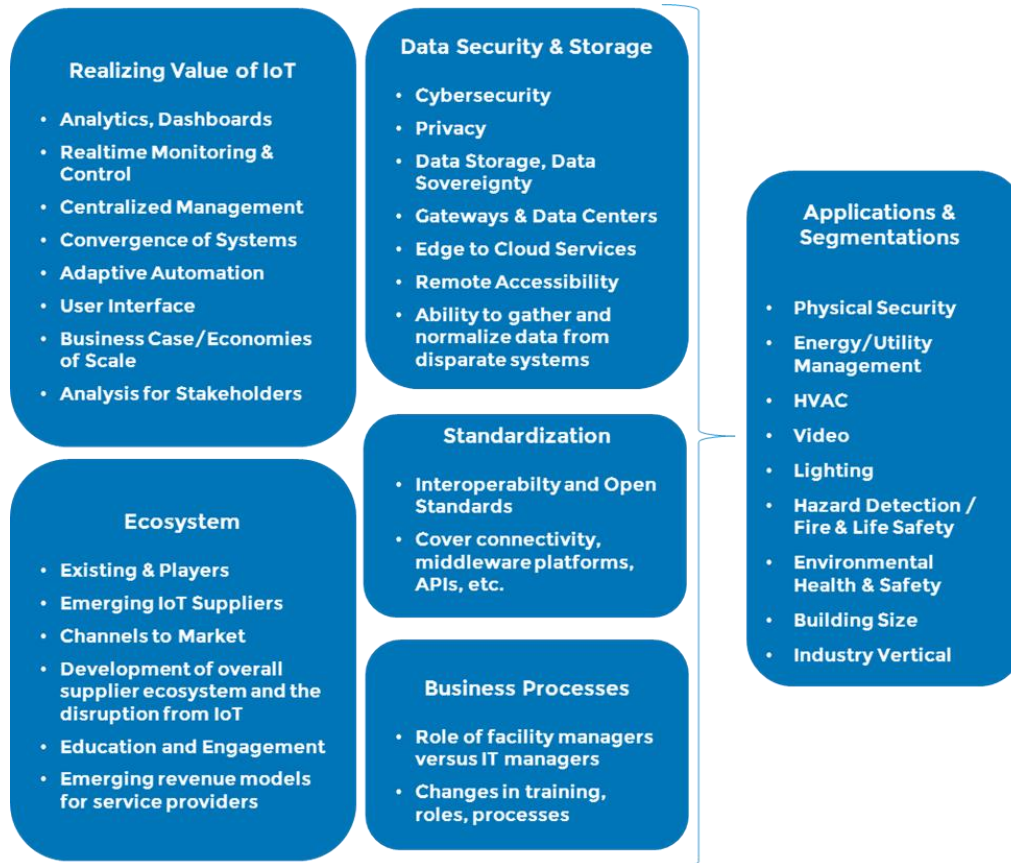 Realizing Value of IoT
• Analytics, Dashboards
• Realtime Monitoring &
Control
• Centralized Management
• Convergence of Systems
• Adaptive Automation
• User Interface
• Business Case/Economies
of Scale
• Analysis for Stakeholders
Ecosystem
• Existing & Players
• Emerging IoT Suppliers
• Channels to Market
• Development of overall
supplier ecosystem and the
disruption from IoT
• Education and Engagement
• Emerging revenue models
for service providers
Data Security & Storage
• Cybersecurity
• Privacy
• Data Storage, Data
Sovereignty
• Gateways & Data Centers
• Edge to Cloud Services
• Remote Accessibility
• Ability to gather and
normalize data from
disparate systems
Standardization
• Interoperabilty and Open
Standards
• Cover connectivity,
middleware platforms,
APIs, etc.
Business Processes
• Role of facility managers
versus IT managers
• Changes in training,
roles, processes
Applications &
Segmentations
• Physical Security
• Energy/Utility
Management
• HVAC
• Video
• Lighting
• Hazard Detection /
Fire & Life Safety
• Environmental
Health & Safety
• Building Size
• Industry Vertical